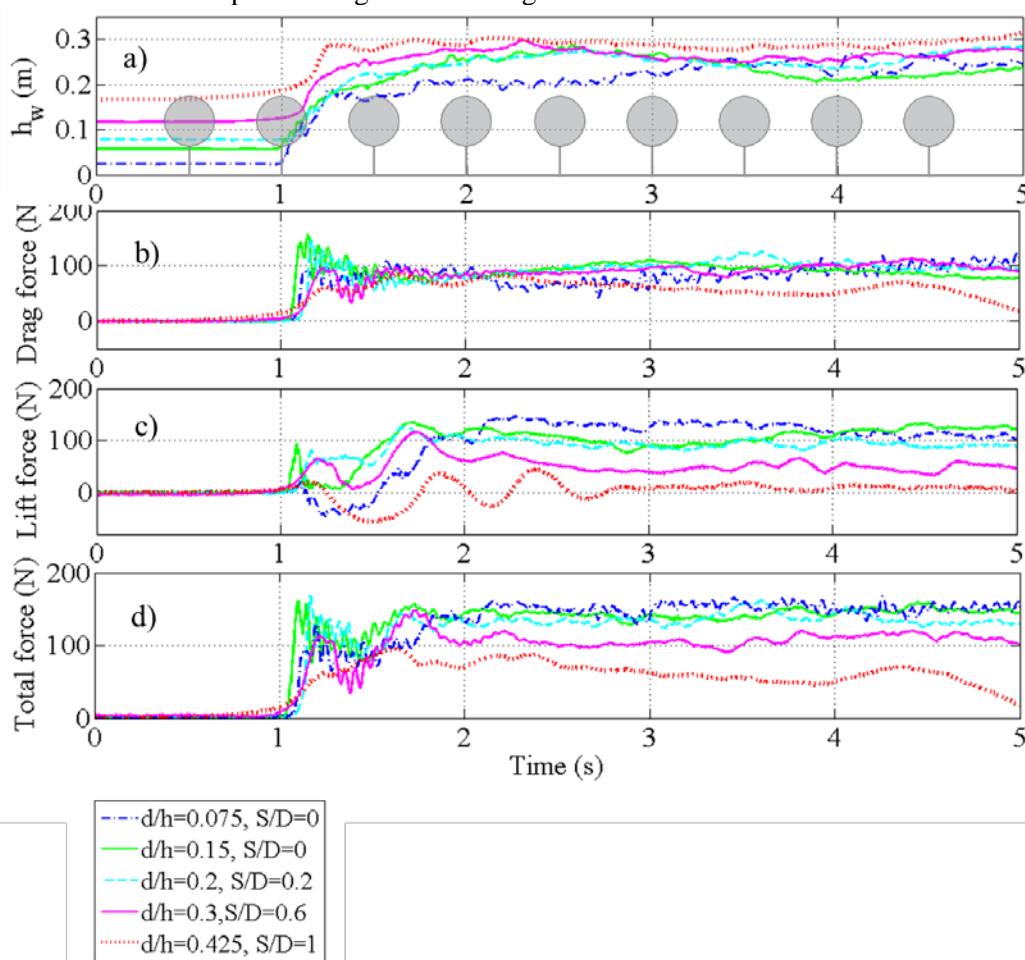 a)
h_w (m)
0.3
0.2
0.1
0
0 1 2 3 4 5
b)
Drag force (N
200
100
0
0 1 2 3 4 5
c)
Lift force (N)
200
100
0
0 1 2 3 4 5
d)
Total force (N)
200
100
0
0 1 2 3 4 5
Time (s)
d/h=0.075, S/D=0
d/h=0.15, S/D=0
d/h=0.2, S/D=0.2
d/h=0.3,S/D=0.6
d/h=0.425, S/D=1